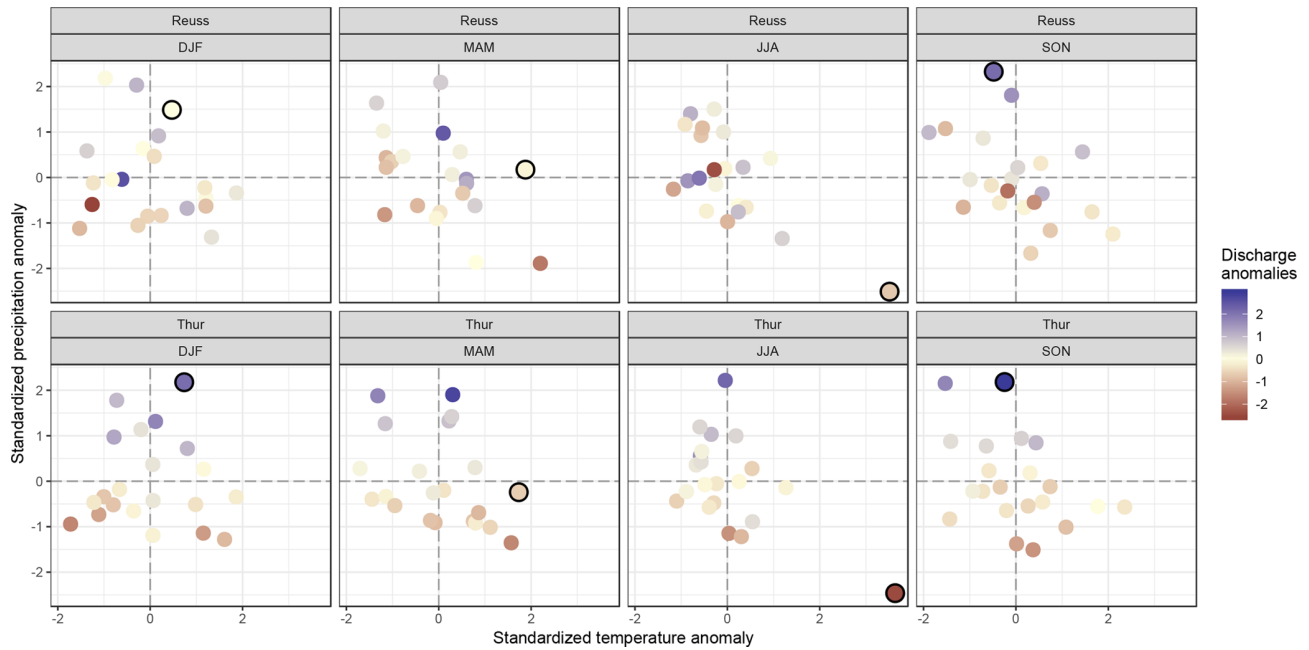 Reuss Reuss Reuss Reuss
DJF MAM JJA SON
2
1
0
-1
-2
Thur Thur Thur Thur
DJF MAM JJA SON
2
1
0
-1
-2
-2 0 2 -2 0 2 -2 0 2 -2 0 2
Standardized temperature anomaly
Standardized precipitation anomaly
Discharge
anomalies
2
1
0
-1
-2